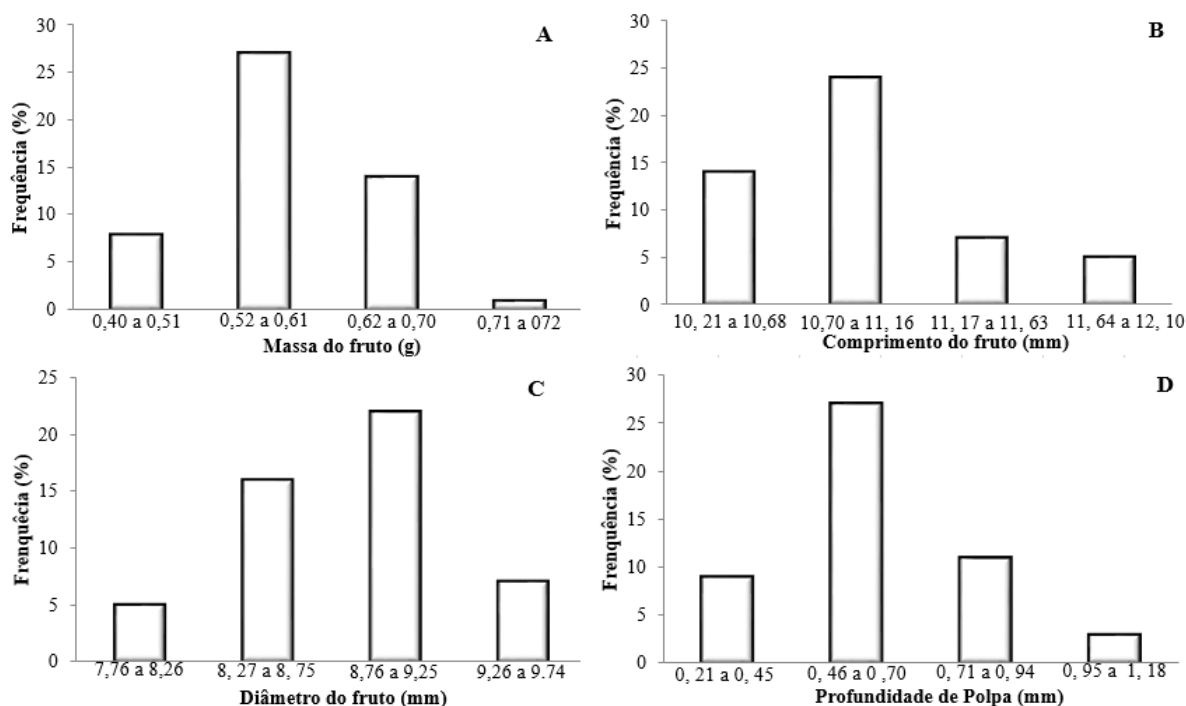 A
Frequência (%)
30
25
20
15
10
5
0
0,40 a 0,51 0,52 a 0,61 0,62 a 0,70 0,71 a 072
Massa do fruto (g)
B
Frequência (%)
30
25
20
15
10
5
0
10, 21 a 10,68 10,70 a 11, 16 11, 17 a 11, 63 11, 64 a 12, 10
Comprimento do fruto (mm)
C
Frenquêcia (%)
25
20
15
10
5
0
7,76 a 8,26 8, 27 a 8, 75 8,76 a 9,25 9,26 a 9.74
Diâmetro do fruto (mm)
D
Frenquência (%)
30
25
20
15
10
5
0
0, 21 a 0, 45 0, 46 a 0 ,70 0, 71 a 0, 94 0, 95 a 1, 18
Profundidade de Polpa (mm)